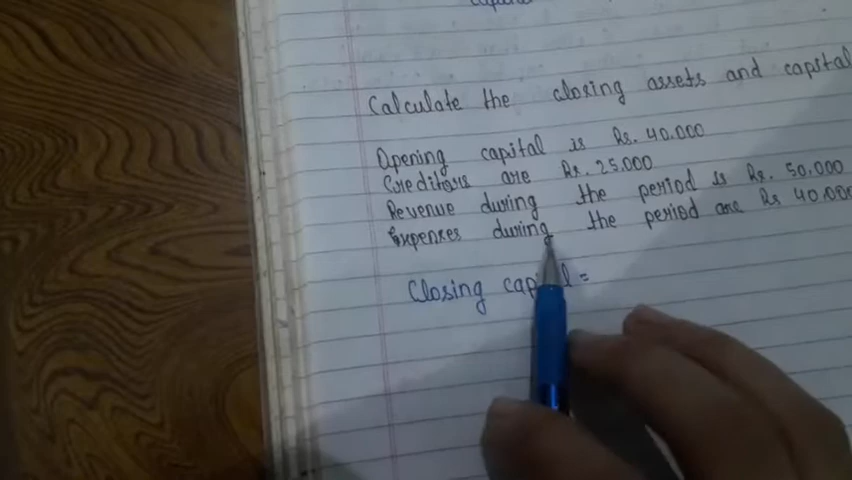 Capital
Calculate the closing assets and capital
Opening capital is Rs. 40.000
Creditors are Rs. 25.000
Revenue during the period is Rs. 50.000
Expenses during the period are Rs 40.000
Closing capital =